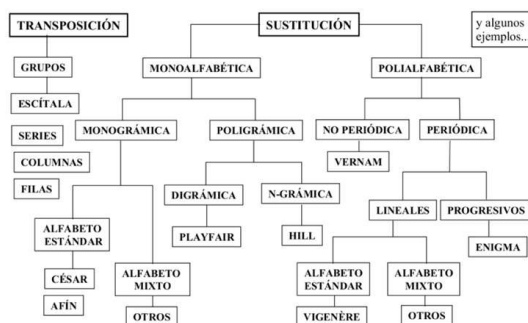 TRANSPOSICIÓN
SUSTITUCIÓN
y algunos
ejemplos...
GRUPOS
MONOALFABÉTICA
POLIALFABÉTICA
ESCÍTALA
SERIES
MONOGRÁMICA
POLIGRÁMICA
NO PERIÓDICA
PERIÓDICA
COLUMNAS
VERNAM
FILAS
DIGRÁMICA
N-GRÁMICA
LINEALES
PROGRESIVOS
ALFABETO
ESTÁNDAR
PLAYFAIR
HILL
ENIGMA
CÉSAR
ALFABETO
MIXTO
ALFABETO
ESTÁNDAR
ALFABETO
MIXTO
AFÍN
OTROS
VIGENÈRE
OTROS